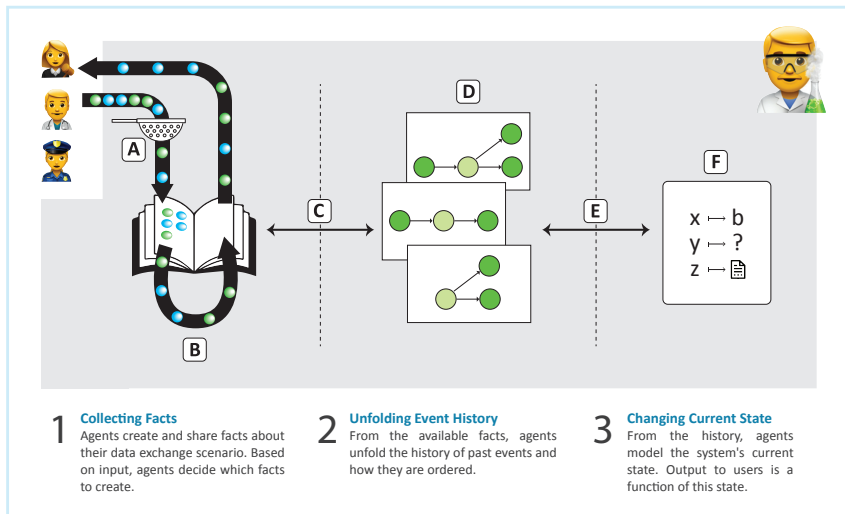 A
B
C
D
E
F
x ↦ b
y ↦ ?
z ↦
1
Collecting Facts
Agents create and share facts about
their data exchange scenario. Based
on input, agents decide which facts
to create.
2
Unfolding Event History
From the available facts, agents
unfold the history of past events and
how they are ordered.
3
Changing Current State
From the history, agents
model the system's current
state. Output to users is a
function of this state.